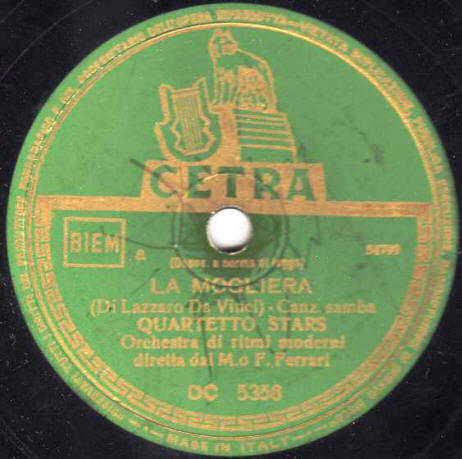 CETRA
BIEM
a
(Depos. a norma di legge)
54799
LA MOGLIERA
(Di Lazzaro Da Vinci) - Canz. samba
QUARTETTO STARS
Orchestra di ritmi moderni
diretta dal M.o F. Ferrari
DC 5358
MADE IN ITALY